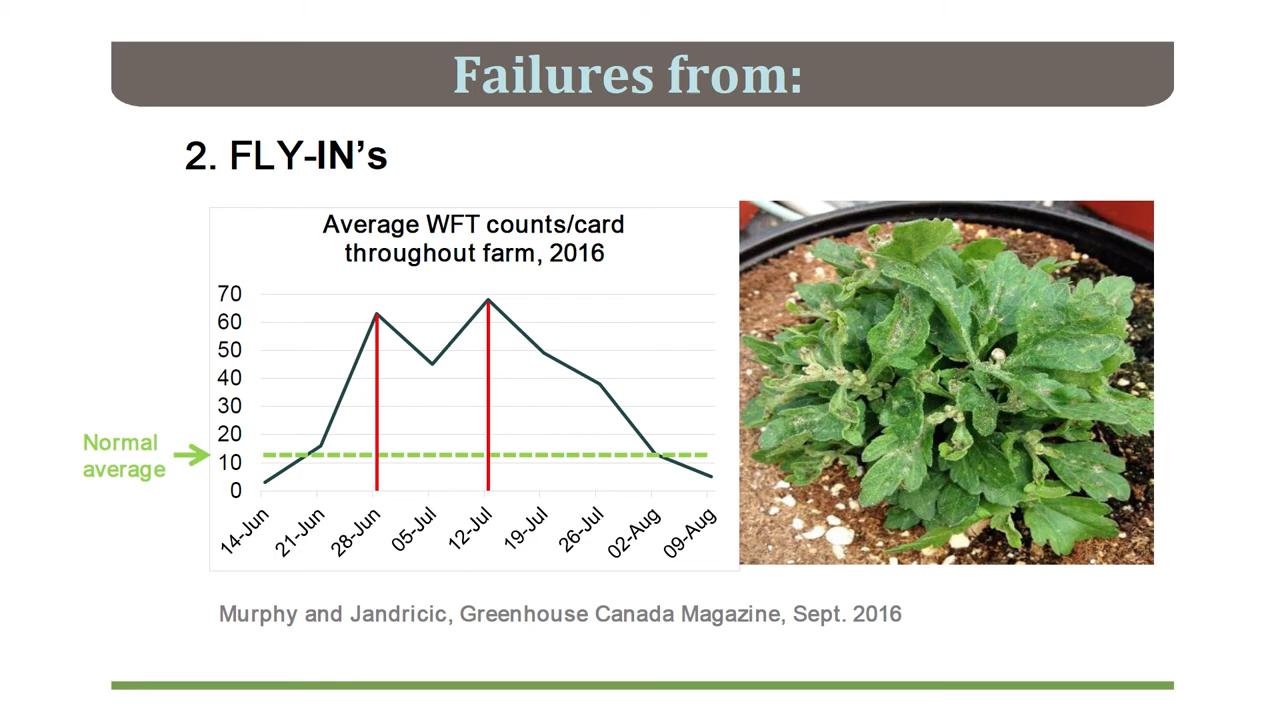 Failures from:
2. FLY-IN’s
Average WFT counts/card
throughout farm, 2016
70
60
50
40
30
20
10
0
Normal
average
14-Jun
21-Jun
28-Jun
05-Jul
12-Jul
19-Jul
26-Jul
02-Aug
09-Aug
Murphy and Jandricic, Greenhouse Canada Magazine, Sept. 2016